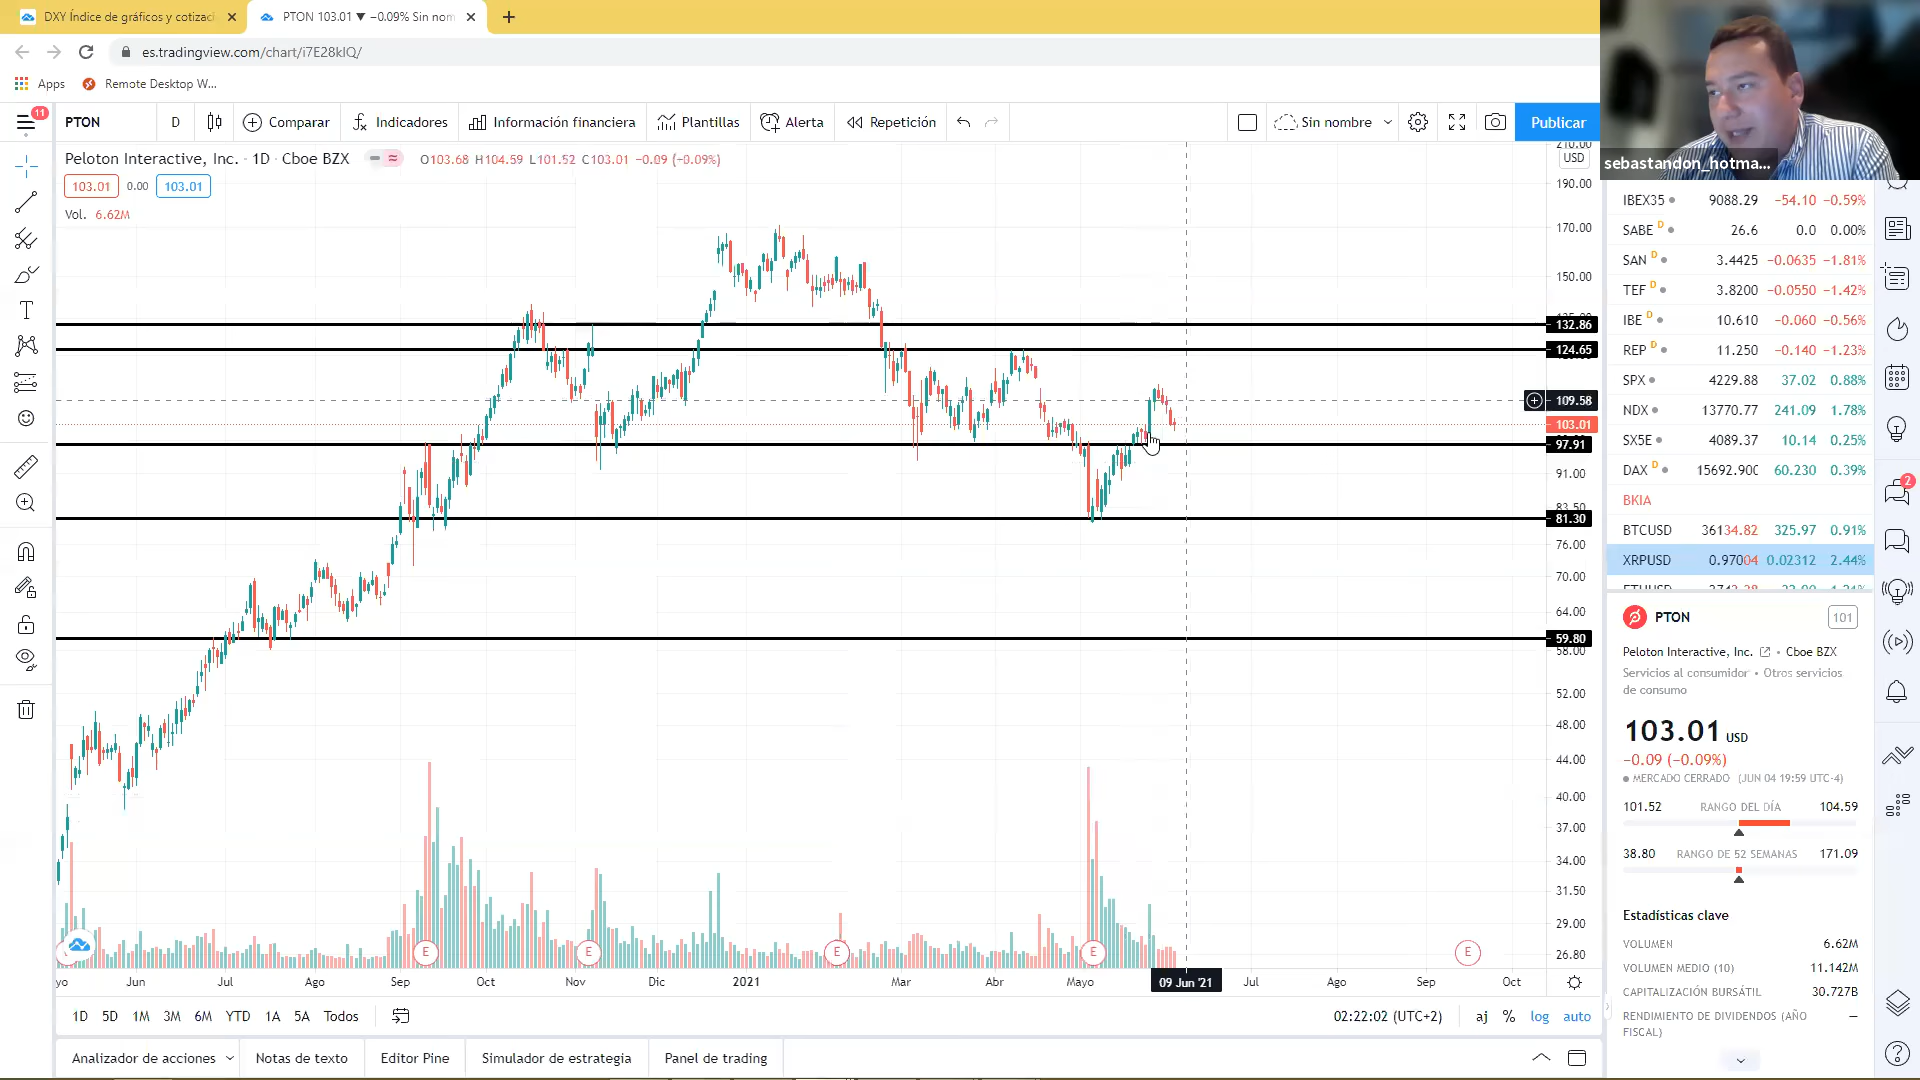 DXY Índice de gráficos y cotizaci
PTON 103.01 ▼ −0.09% Sin nom
es.tradingview.com/chart/i7E28kIQ/
Apps
Remote Desktop W...
sebastandon_hotma...
11
PTON
D
Comparar
Indicadores
Información financiera
Plantillas
Alerta
Repetición
Sin nombre
Publicar
Peloton Interactive, Inc. · 1D · Cboe BZX
O103.68 H104.59 L101.52 C103.01 −0.09 (−0.09%)
103.01 0.00 103.01
Vol. 6.62M
210.00
USD
190.00
170.00
150.00
132.86
124.65
109.58
103.01
97.91
91.00
83.50
81.30
76.00
70.00
64.00
59.80
58.00
52.00
48.00
44.00
40.00
37.00
34.00
31.50
29.00
26.80
E
E
E
E
E
yo
Jun
Jul
Ago
Sep
Oct
Nov
Dic
2021
Mar
Abr
Mayo
09 Jun '21
Jul
Ago
Sep
Oct
1D 5D 1M 3M 6M YTD 1A 5A Todos
02:22:02 (UTC+2)
aj % log auto
Analizador de acciones
Notas de texto
Editor Pine
Simulador de estrategia
Panel de trading
IBEX35 9088.29 −54.10 −0.59%
SABE D 26.6 0.0 0.00%
SAN D 3.4425 −0.0635 −1.81%
TEF D 3.8200 −0.0550 −1.42%
IBE D 10.610 −0.060 −0.56%
REP D 11.250 −0.140 −1.23%
SPX 4229.88 37.02 0.88%
NDX 13770.77 241.09 1.78%
SX5E 4089.37 10.14 0.25%
DAX D 15692.90C 60.230 0.39%
BKIA
BTCUSD 36134.82 325.97 0.91%
XRPUSD 0.97004 0.02312 2.44%
2
PTON
101
Peloton Interactive, Inc. • Cboe BZX
Servicios al consumidor • Otros servicios
de consumo
103.01 USD
−0.09 (−0.09%)
MERCADO CERRADO (JUN 04 19:59 UTC-4)
101.52 RANGO DEL DÍA 104.59
38.80 RANGO DE 52 SEMANAS 171.09
Estadísticas clave
VOLUMEN 6.62M
VOLUMEN MEDIO (10) 11.142M
CAPITALIZACIÓN BURSÁTIL 30.727B
RENDIMIENTO DE DIVIDENDOS (AÑO —
FISCAL)